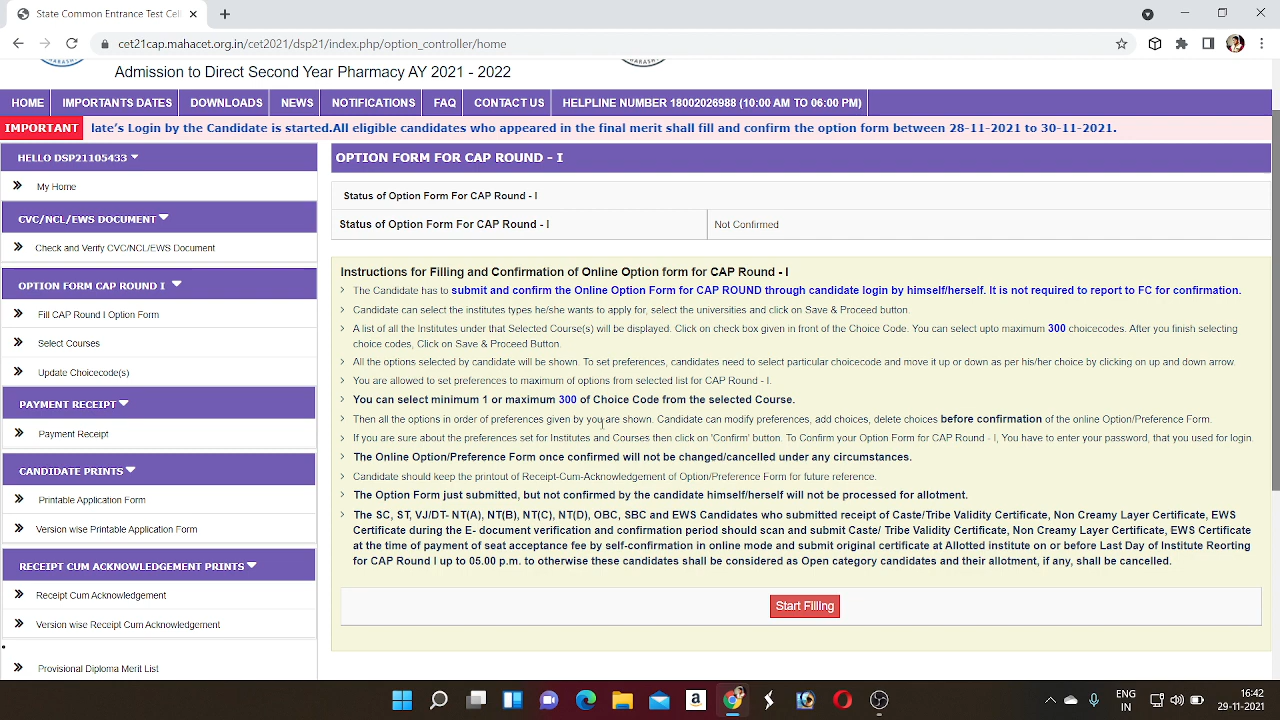 State Common Entrance Test Cell
cet21cap.mahacet.org.in/cet2021/dsp21/index.php/option_controller/home
Admission to Direct Second Year Pharmacy AY 2021 - 2022
HOME IMPORTANTS DATES DOWNLOADS NEWS NOTIFICATIONS FAQ CONTACT US HELPLINE NUMBER 18002026988 (10:00 AM TO 06:00 PM)
IMPORTANT late's Login by the Candidate is started.All eligible candidates who appeared in the final merit shall fill and confirm the option form between 28-11-2021 to 30-11-2021.
HELLO DSP21105433
My Home
CVC/NCL/EWS DOCUMENT
Check and Verify CVC/NCL/EWS Document
OPTION FORM CAP ROUND I
Fill CAP Round I Option Form
Select Courses
Update Choicecode(s)
PAYMENT RECEIPT
Payment Receipt
CANDIDATE PRINTS
Printable Application Form
Version wise Printable Application Form
RECEIPT CUM ACKNOWLEDGEMENT PRINTS
Receipt Cum Acknowledgement
Version wise Receipt Cum Acknowledgement
Provisional Diploma Merit List
OPTION FORM FOR CAP ROUND - I
Status of Option Form For CAP Round - I
Status of Option Form For CAP Round - I Not Confirmed
Instructions for Filling and Confirmation of Online Option form for CAP Round - I
The Candidate has to submit and confirm the Online Option Form for CAP ROUND through candidate login by himself/herself. It is not required to report to FC for confirmation.
Candidate can select the institutes types he/she wants to apply for, select the universities and click on Save & Proceed button.
A list of all the Institutes under that Selected Course(s) will be displayed. Click on check box given in front of the Choice Code. You can select upto maximum 300 choicecodes. After you finish selecting
choice codes, Click on Save & Proceed Button.
All the options selected by candidate will be shown. To set preferences, candidates need to select particular choicecode and move it up or down as per his/her choice by clicking on up and down arrow.
You are allowed to set preferences to maximum of options from selected list for CAP Round - I.
You can select minimum 1 or maximum 300 of Choice Code from the selected Course.
Then all the options in order of preferences given by you are shown. Candidate can modify preferences, add choices, delete choices before confirmation of the online Option/Preference Form.
If you are sure about the preferences set for Institutes and Courses then click on 'Confirm' button. To Confirm your Option Form for CAP Round - I, You have to enter your password, that you used for login.
The Online Option/Preference Form once confirmed will not be changed/cancelled under any circumstances.
Candidate should keep the printout of Receipt-Cum-Acknowledgement of Option/Preference Form for future reference.
The Option Form just submitted, but not confirmed by the candidate himself/herself will not be processed for allotment.
The SC, ST, VJ/DT- NT(A), NT(B), NT(C), NT(D), OBC, SBC and EWS Candidates who submitted receipt of Caste/Tribe Validity Certificate, Non Creamy Layer Certificate, EWS
Certificate during the E- document verification and confirmation period should scan and submit Caste/ Tribe Validity Certificate, Non Creamy Layer Certificate, EWS Certificate
at the time of payment of seat acceptance fee by self-confirmation in online mode and submit original certificate at Allotted institute on or before Last Day of Institute Reorting
for CAP Round I up to 05.00 p.m. to otherwise these candidates shall be considered as Open category candidates and their allotment, if any, shall be cancelled.
Start Filling
ENG
IN
16:42
29-11-2021